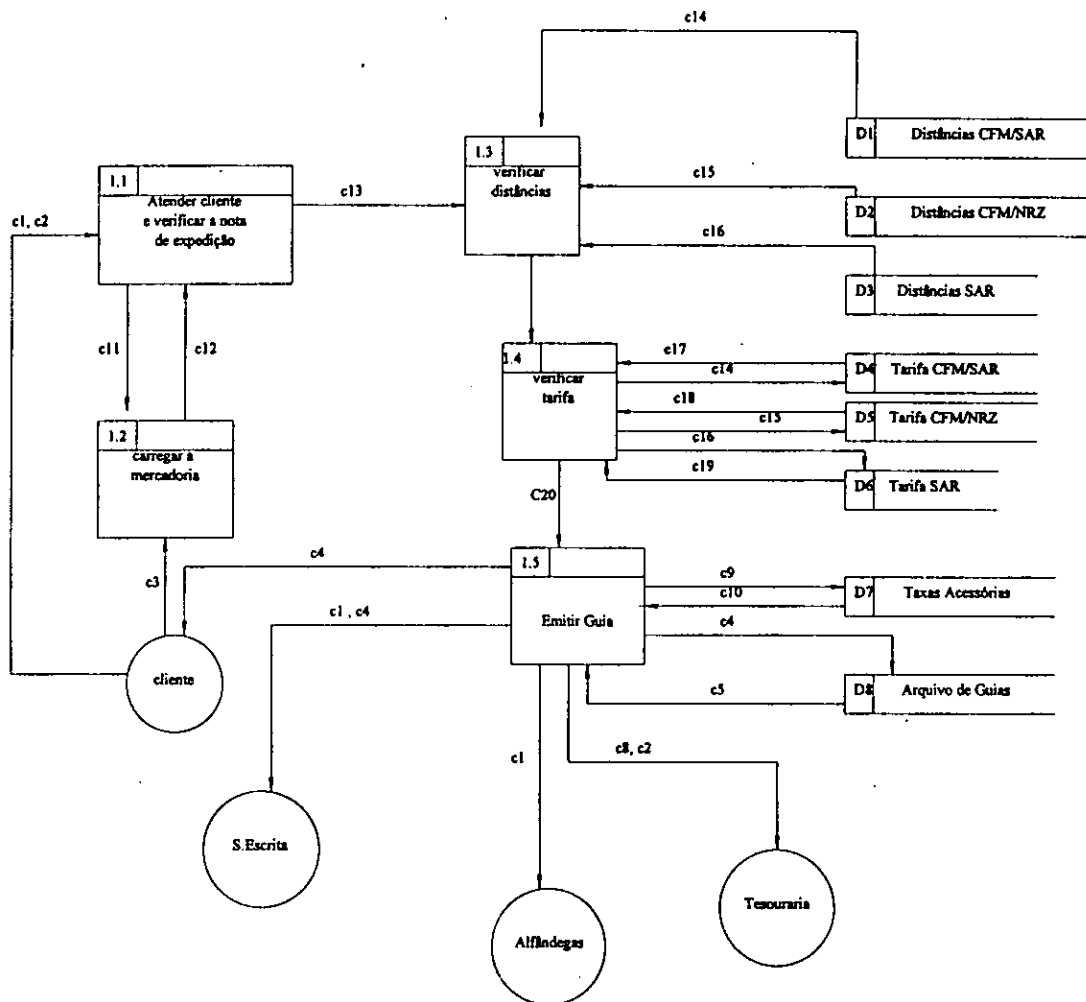 c14
D1 Distâncias CFM/SAR
1.3
verificar
distâncias
1.1
Atender cliente
e verificar a nota
de expedição
c13
c15
c1, c2
D2 Distâncias CFM/NRZ
c16
D3 Distâncias SAR
c11
c12
1.4
verificar
tarifa
c17
c14
D4 Tarifa CFM/SAR
c18
c15
D5 Tarifa CFM/NRZ
c16
c19
D6 Tarifa SAR
1.2
carregar a
mercadoria
C20
c3
c4
1.5
Emitir Guia
c9
c10
D7 Taxas Acessórias
c4
c1 , c4
cliente
c5
D8 Arquivo de Guias
c1
c8, c2
S.Escrita
Alfândegas
Tesouraria